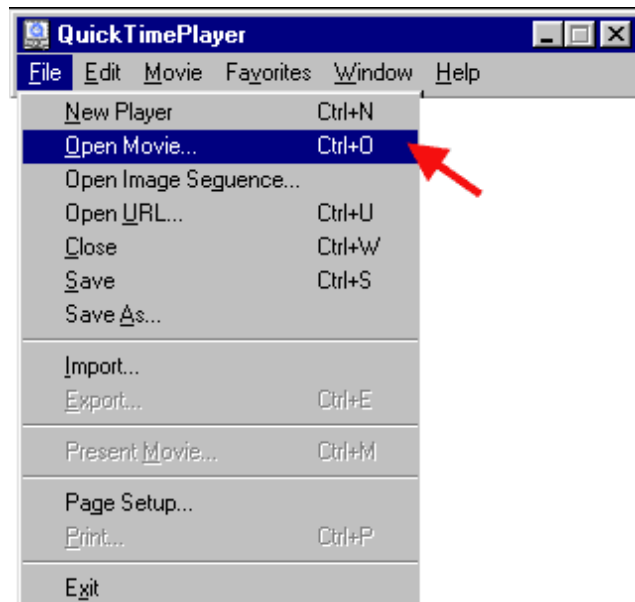 QuickTimePlayer
File Edit Movie Favorites Window Help
New Player Ctrl+N
Open Movie... Ctrl+O
Open Image Seguence...
Open URL... Ctrl+U
Close Ctrl+W
Save Ctrl+S
Save As...
Import...
Export... Ctrl+E
Present Movie... Ctrl+M
Page Setup...
Print... Ctrl+P
Exit